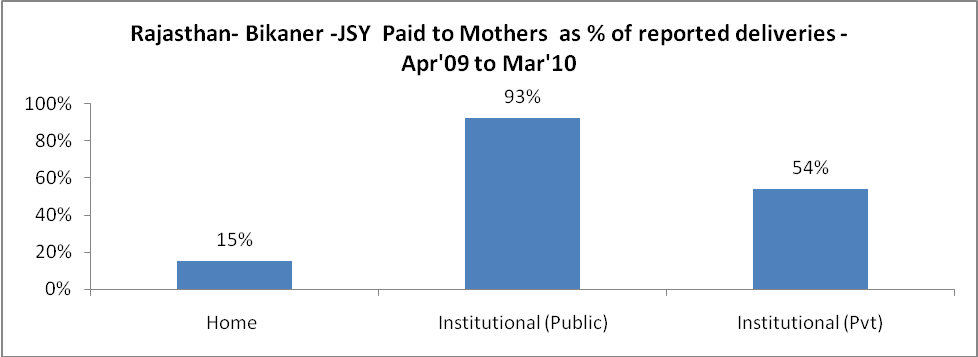 Rajasthan- Bikaner -JSY  Paid to Mothers  as % of reported deliveries -
Apr'09 to Mar'10
100%
80%
60%
40%
20%
0%
15%
93%
54%
Home
Institutional (Public)
Institutional (Pvt)